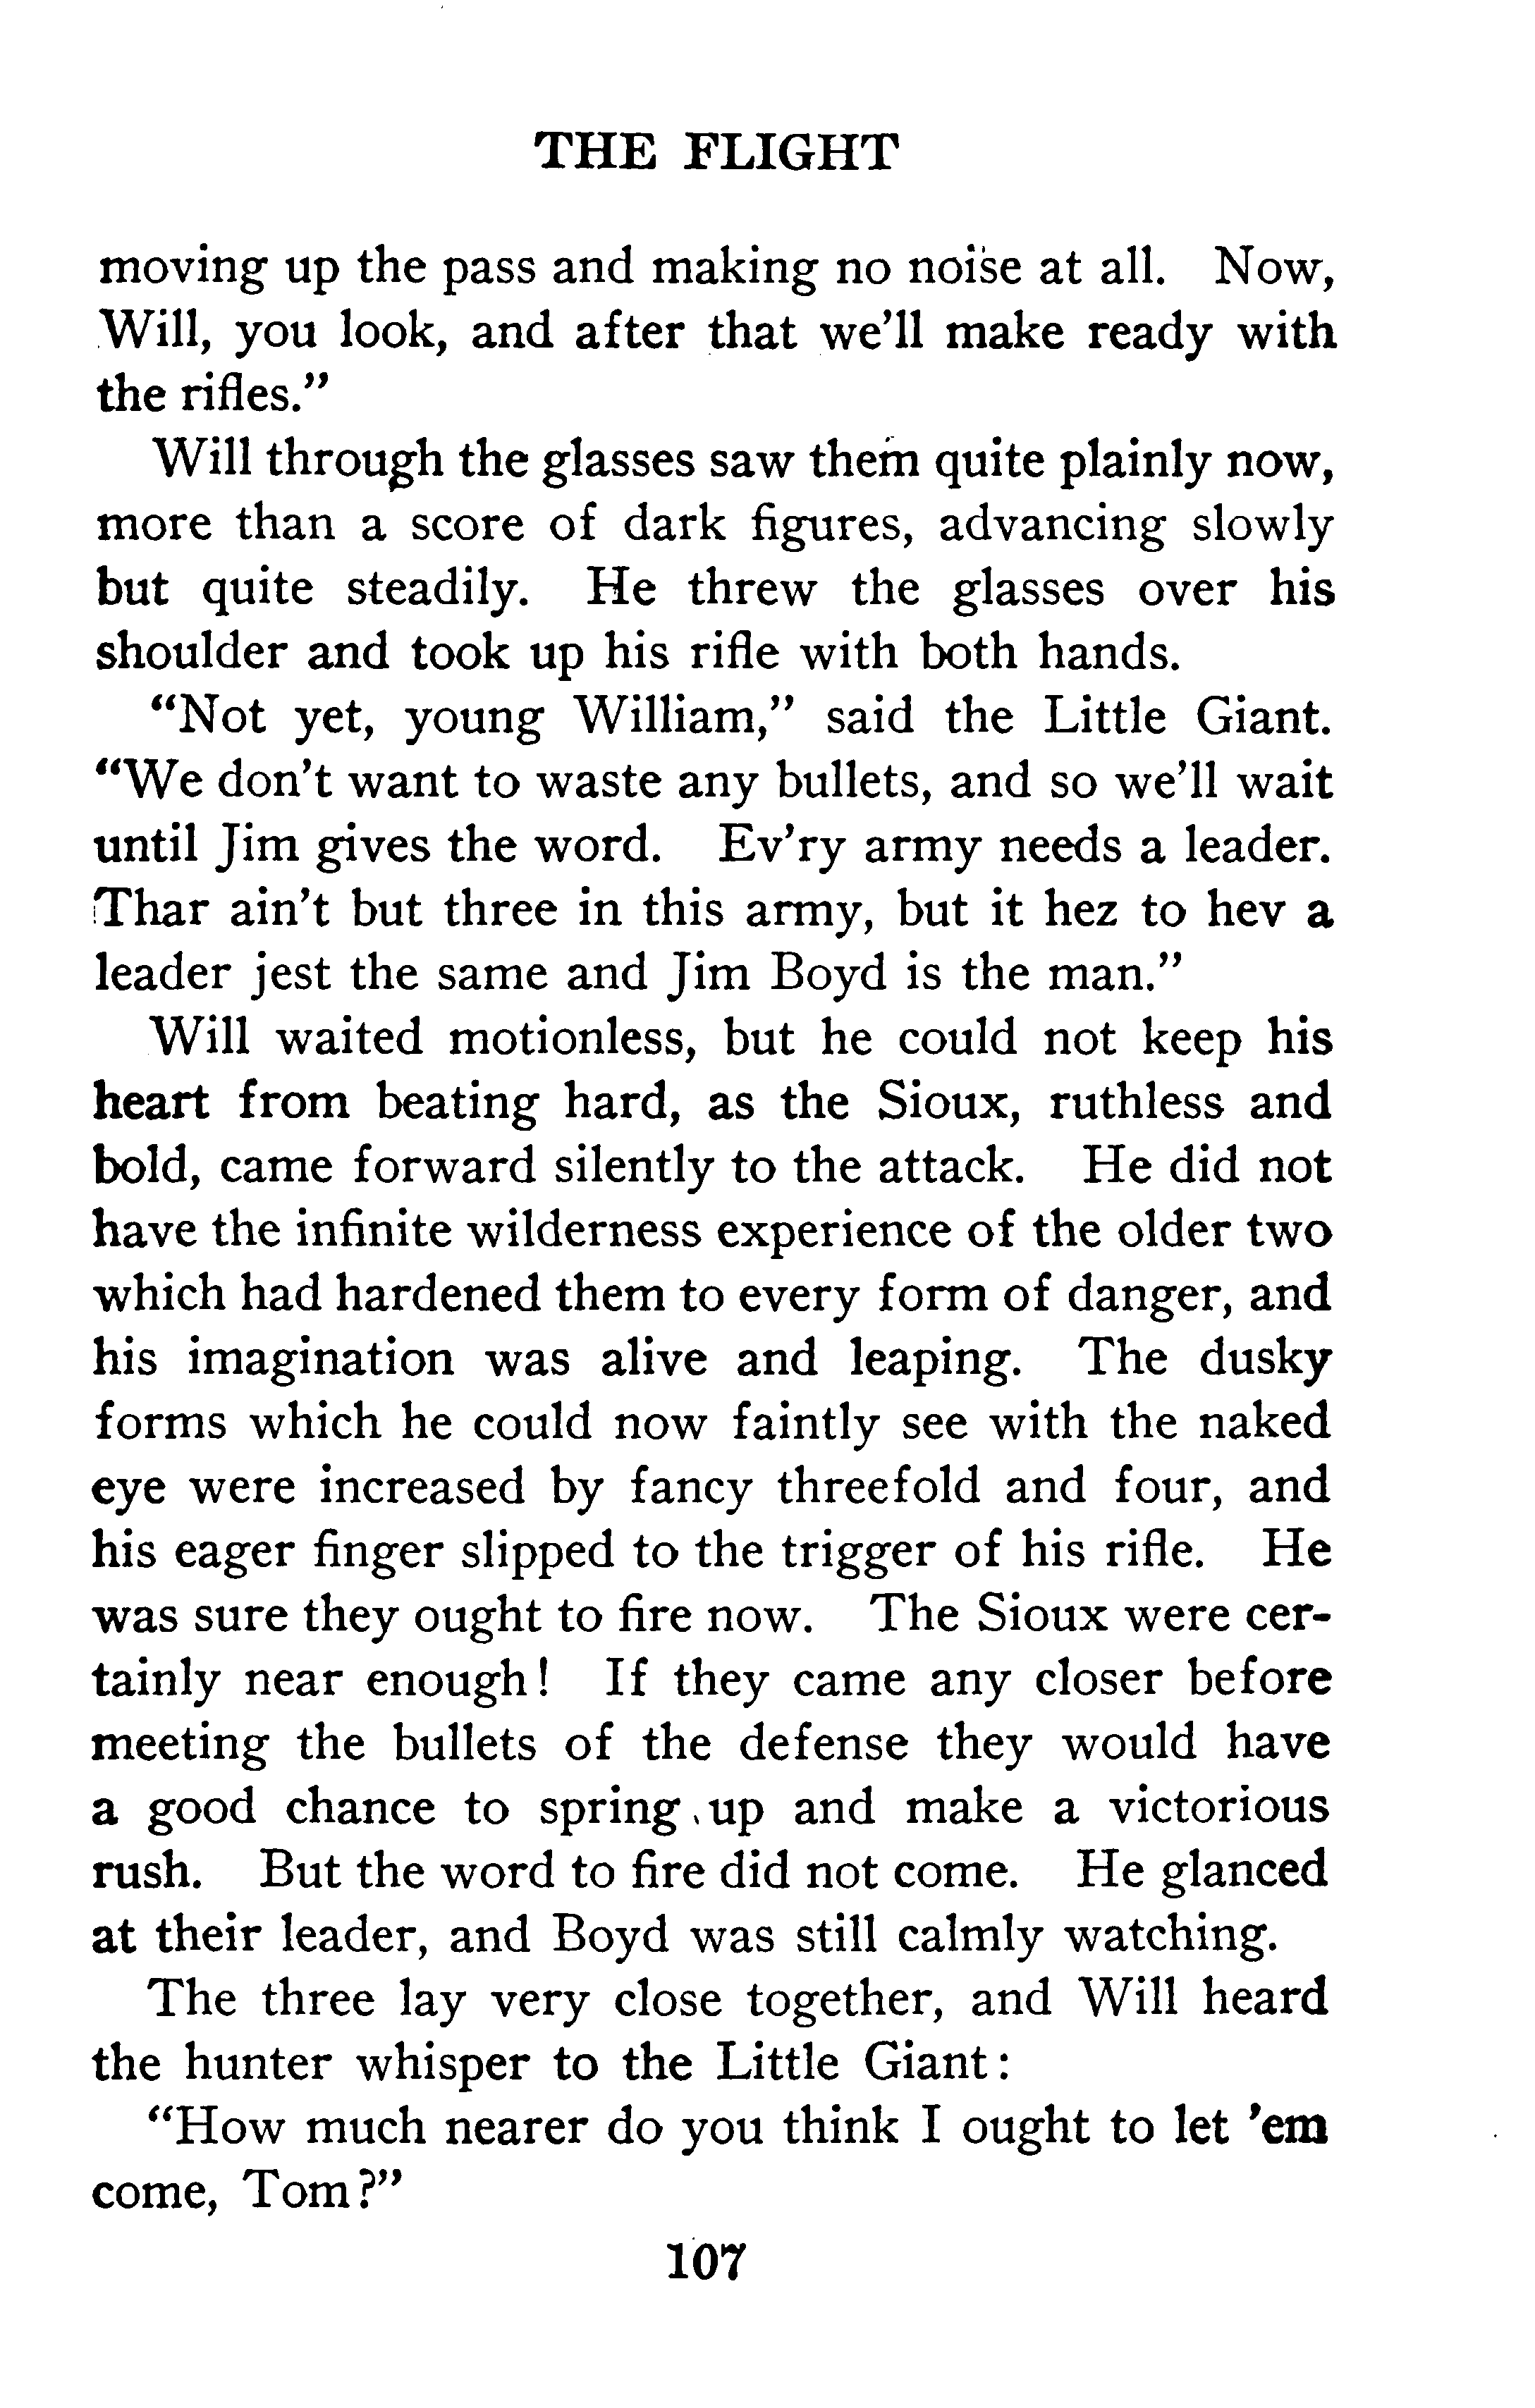 THE FLIGHT
moving up the pass and making no noise at all. Now,
Will, you look, and after that we'll make ready with
the rifles."
Will through the glasses saw them quite plainly now,
more than a score of dark figures, advancing slowly
but quite steadily. He threw the glasses over his
shoulder and took up his rifle with both hands.
"Not yet, young William," said the Little Giant.
"We don't want to waste any bullets, and so we'll wait
until Jim gives the word. Ev'ry army needs a leader.
Thar ain't but three in this army, but it hez to hev a
leader jest the same and Jim Boyd is the man."
Will waited motionless, but he could not keep his
heart from beating hard, as the Sioux, ruthless and
bold, came forward silently to the attack. He did not
have the infinite wilderness experience of the older two
which had hardened them to every form of danger, and
his imagination was alive and leaping. The dusky
forms which he could now faintly see with the naked
eye were increased by fancy threefold and four, and
his eager finger slipped to the trigger of his rifle. He
was sure they ought to fire now. The Sioux were cer-
tainly near enough! If they came any closer before
meeting the bullets of the defense they would have
a good chance to spring up and make a victorious
rush. But the word to fire did not come. He glanced
at their leader, and Boyd was still calmly watching.
The three lay very close together, and Will heard
the hunter whisper to the Little Giant:
"How much nearer do you think I ought to let 'em
come, Tom?"
107